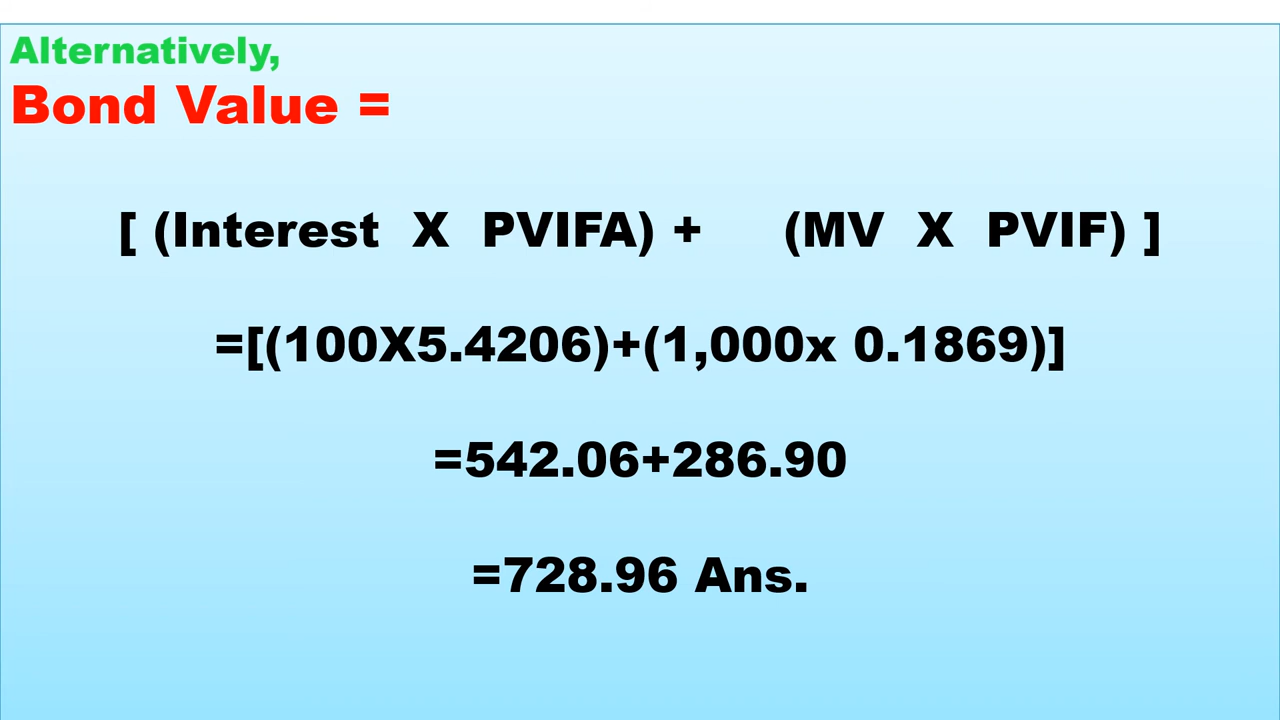 Alternatively,
Bond Value =
[ (Interest X PVIFA) + (MV X PVIF) ]
=[(100X5.4206)+(1,000x 0.1869)]
=542.06+286.90
=728.96 Ans.